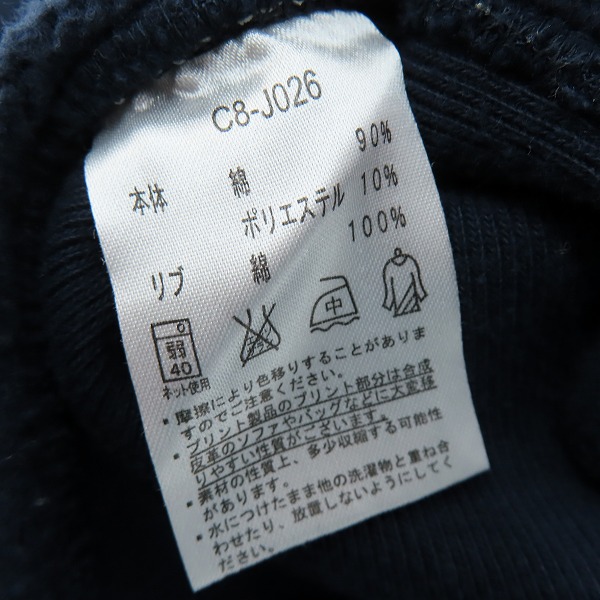 C8-J026
本体 綿 90%
ポリエステル 10%
リブ 綿 100%
弱
40
中
ネット使用
・摩擦により色移りすることがありま
すのでご注意ください。
・プリント製品のプリント部分は合成
皮革のソファやバッグなどに大変移
りやすい性質がございます。
・素材の性質上、多少収縮する可能性
があります。
・水につけたまま他の洗濯物と重ね合
わせたり、放置しないようにしてく
ださい。